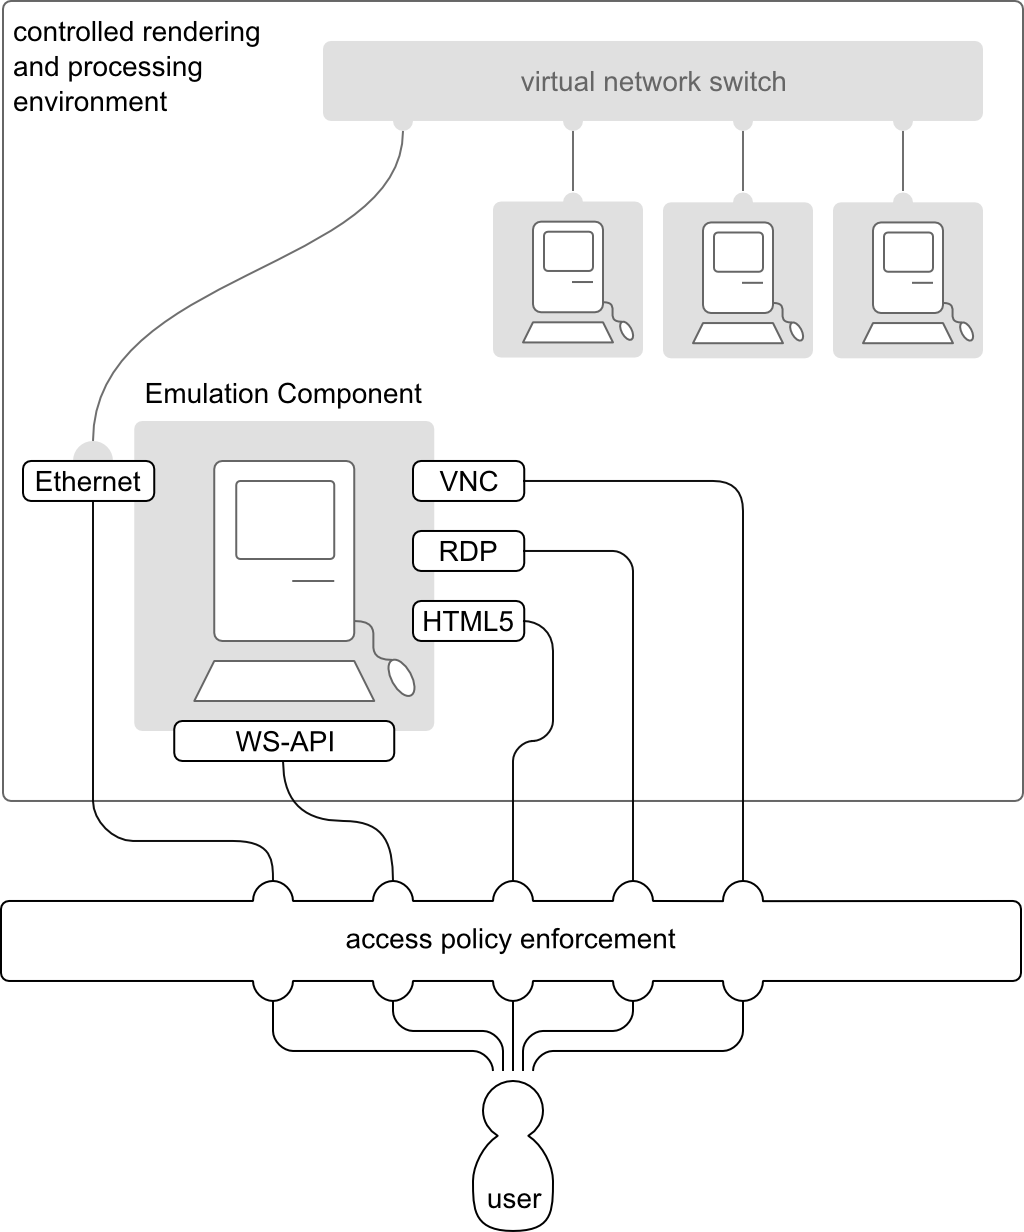 controlled rendering
and processing
environment
virtual network switch
Emulation Component
Ethernet
VNC
RDP
HTML5
WS-API
access policy enforcement
user